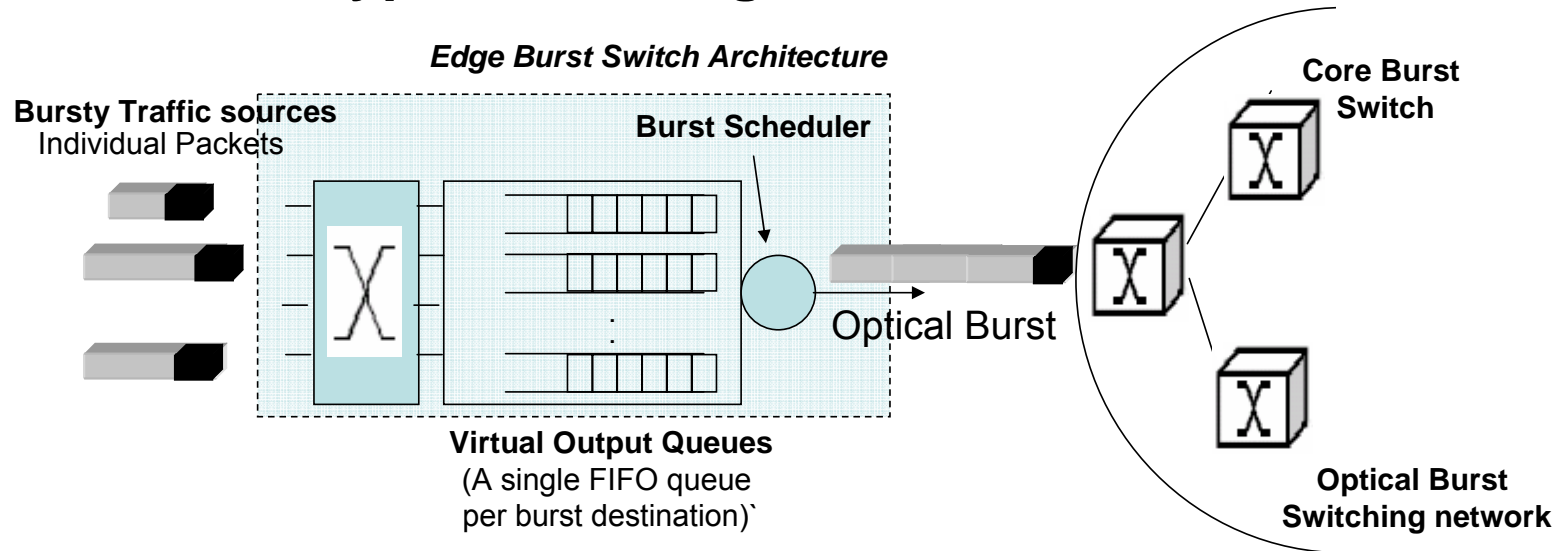 Edge Burst Switch Architecture
Bursty Traffic sources
Individual Packets
Burst Scheduler
Core Burst
Switch
:
:
Optical Burst
Virtual Output Queues
(A single FIFO queue
per burst destination)`
Optical Burst
Switching network